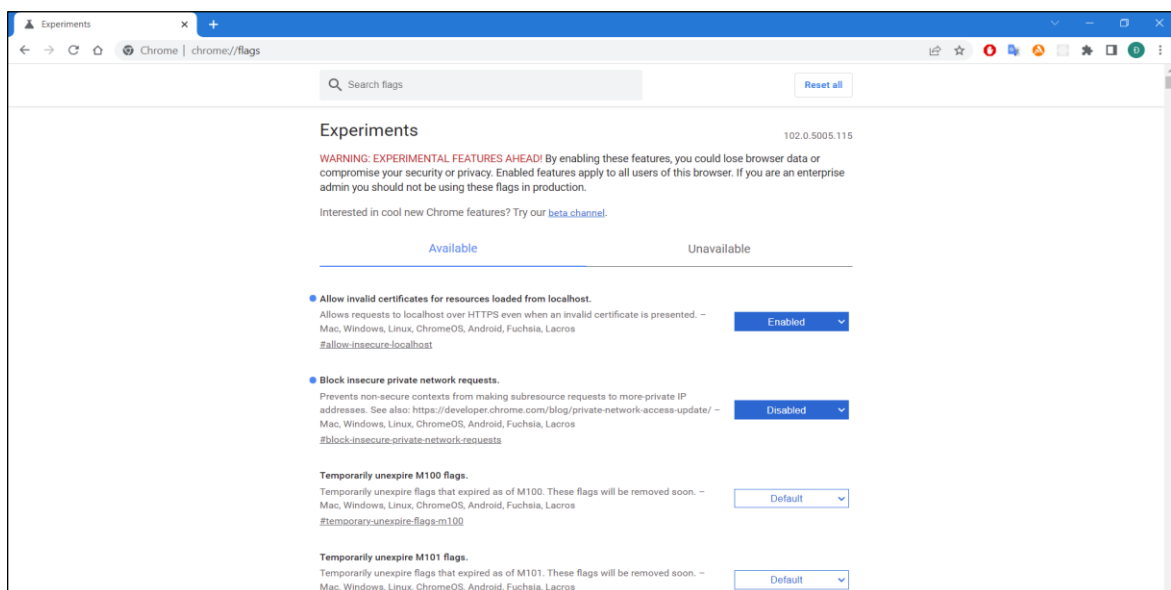 Experiments
Chrome | chrome://flags
Search flags
Reset all
Experiments
102.0.5005.115
WARNING: EXPERIMENTAL FEATURES AHEAD! By enabling these features, you could lose browser data or
compromise your security or privacy. Enabled features apply to all users of this browser. If you are an enterprise
admin you should not be using these flags in production.
Interested in cool new Chrome features? Try our beta channel.
Available
Unavailable
Allow invalid certificates for resources loaded from localhost.
Allows requests to localhost over HTTPS even when an invalid certificate is presented. –
Mac, Windows, Linux, ChromeOS, Android, Fuchsia, Lacros
#allow-insecure-localhost
Enabled
Block insecure private network requests.
Prevents non-secure contexts from making subresource requests to more-private IP
addresses. See also: https://developer.chrome.com/blog/private-network-access-update/ –
Mac, Windows, Linux, ChromeOS, Android, Fuchsia, Lacros
#block-insecure-private-network-requests
Disabled
Temporarily unexpire M100 flags.
Temporarily unexpire flags that expired as of M100. These flags will be removed soon. –
Mac, Windows, Linux, ChromeOS, Android, Fuchsia, Lacros
#temporary-unexpire-flags-m100
Default
Temporarily unexpire M101 flags.
Temporarily unexpire flags that expired as of M101. These flags will be removed soon. –
Mac, Windows, Linux, ChromeOS, Android, Fuchsia, Lacros
Default